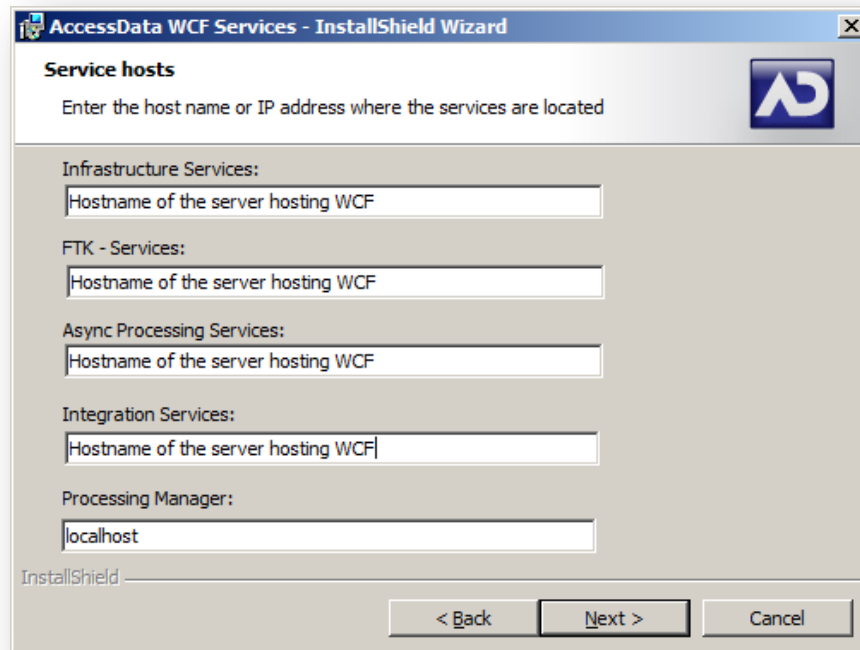 AccessData WCF Services - InstallShield Wizard
Service hosts
Enter the host name or IP address where the services are located
Infrastructure Services:
Hostname of the server hosting WCF
FTK - Services:
Hostname of the server hosting WCF
Async Processing Services:
Hostname of the server hosting WCF
Integration Services:
Hostname of the server hosting WCF
Processing Manager:
localhost
InstallShield
< Back Next > Cancel